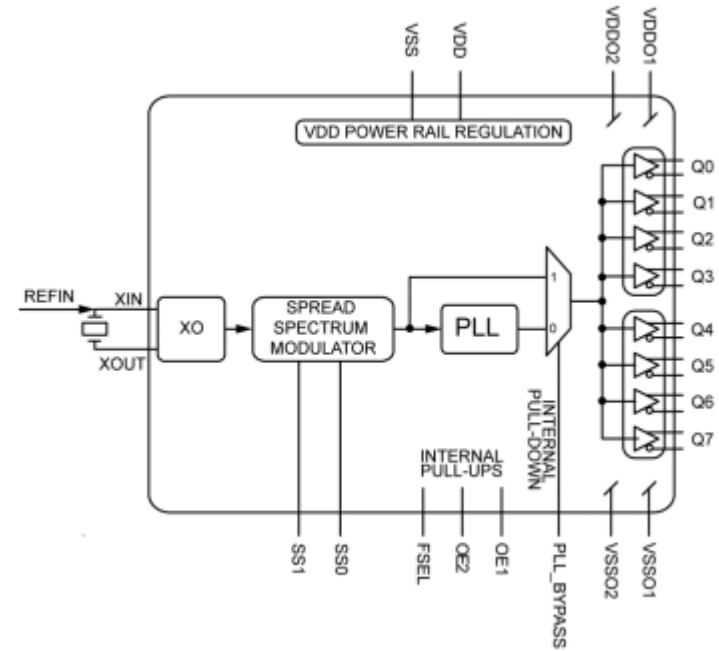 VSS
VDD
VDDO2
VDDO1
VDD POWER RAIL REGULATION
Q0
Q1
Q2
Q3
REFIN
XIN
XO
SPREAD
SPECTRUM
MODULATOR
PLL
1
0
XOUT
Q4
Q5
Q6
Q7
INTERNAL
PULL-UPS
INTERNAL
PULL-DOWN
SS1
SS0
FSEL
OE2
OE1
PLL_BYPASS
VSSO2
VSSO1